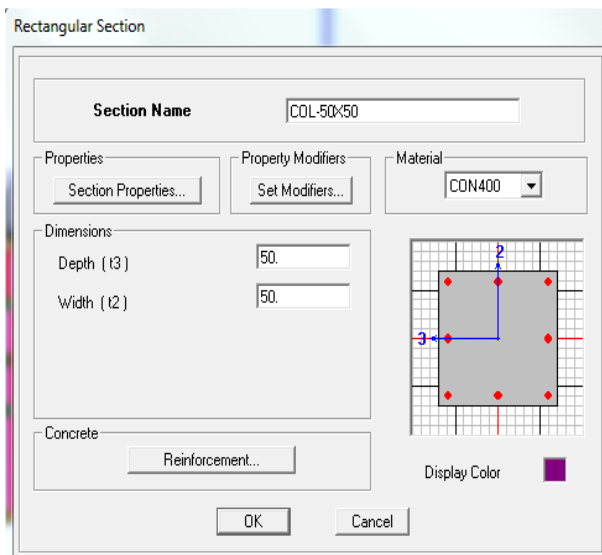 Rectangular Section
Section Name
COL-50X50
Properties
Section Properties...
Property Modifiers
Set Modifiers...
Material
CON400
Dimensions
Depth ( t3 )
50.
Width ( t2 )
50.
2
3
Concrete
Reinforcement...
Display Color
OK
Cancel